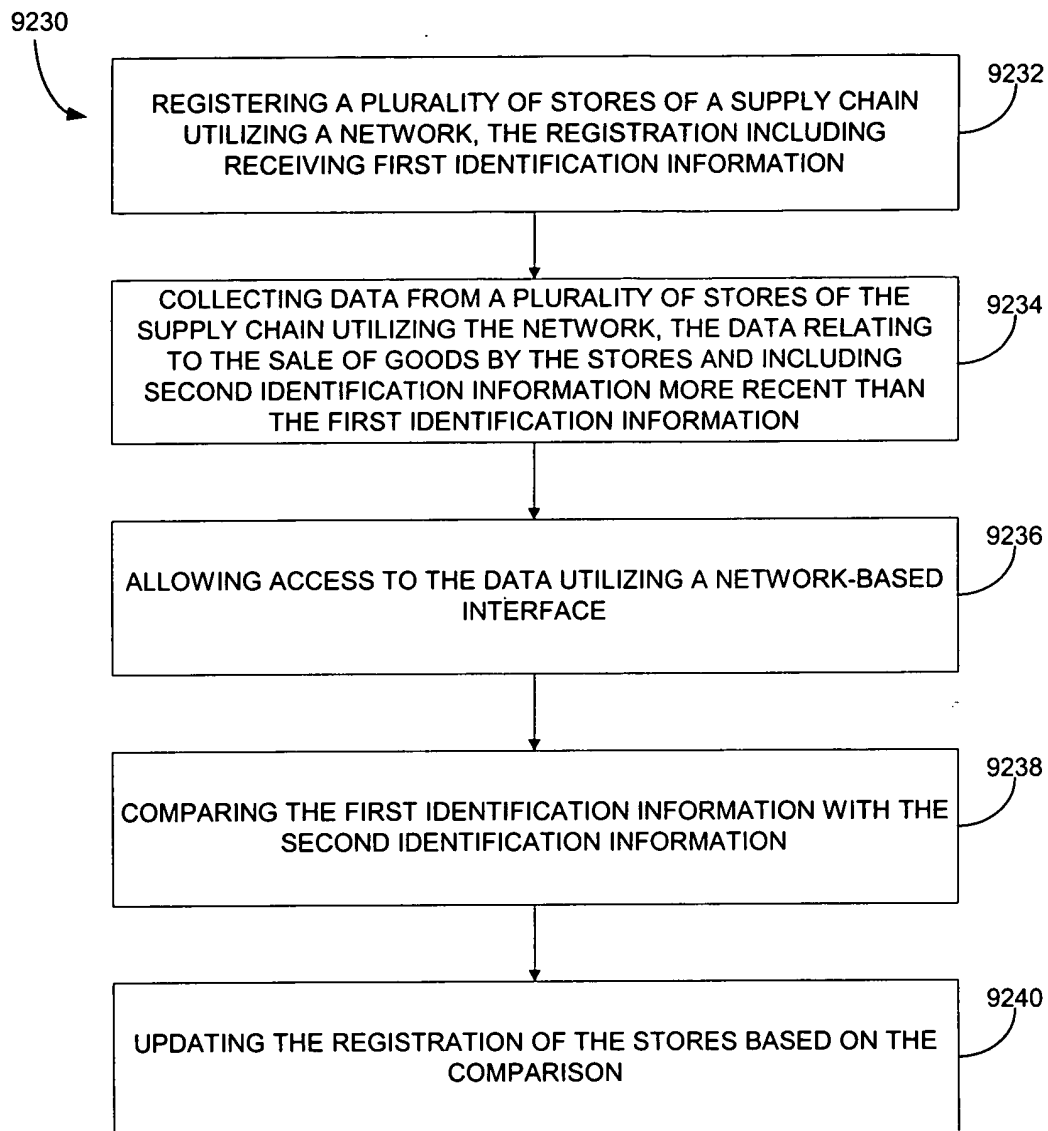 9230
9232
REGISTERING A PLURALITY OF STORES OF A SUPPLY CHAIN
UTILIZING A NETWORK, THE REGISTRATION INCLUDING
RECEIVING FIRST IDENTIFICATION INFORMATION
9234
COLLECTING DATA FROM A PLURALITY OF STORES OF THE
SUPPLY CHAIN UTILIZING THE NETWORK, THE DATA RELATING
TO THE SALE OF GOODS BY THE STORES AND INCLUDING
SECOND IDENTIFICATION INFORMATION MORE RECENT THAN
THE FIRST IDENTIFICATION INFORMATION
9236
ALLOWING ACCESS TO THE DATA UTILIZING A NETWORK-BASED
INTERFACE
9238
COMPARING THE FIRST IDENTIFICATION INFORMATION WITH THE
SECOND IDENTIFICATION INFORMATION
9240
UPDATING THE REGISTRATION OF THE STORES BASED ON THE
COMPARISON